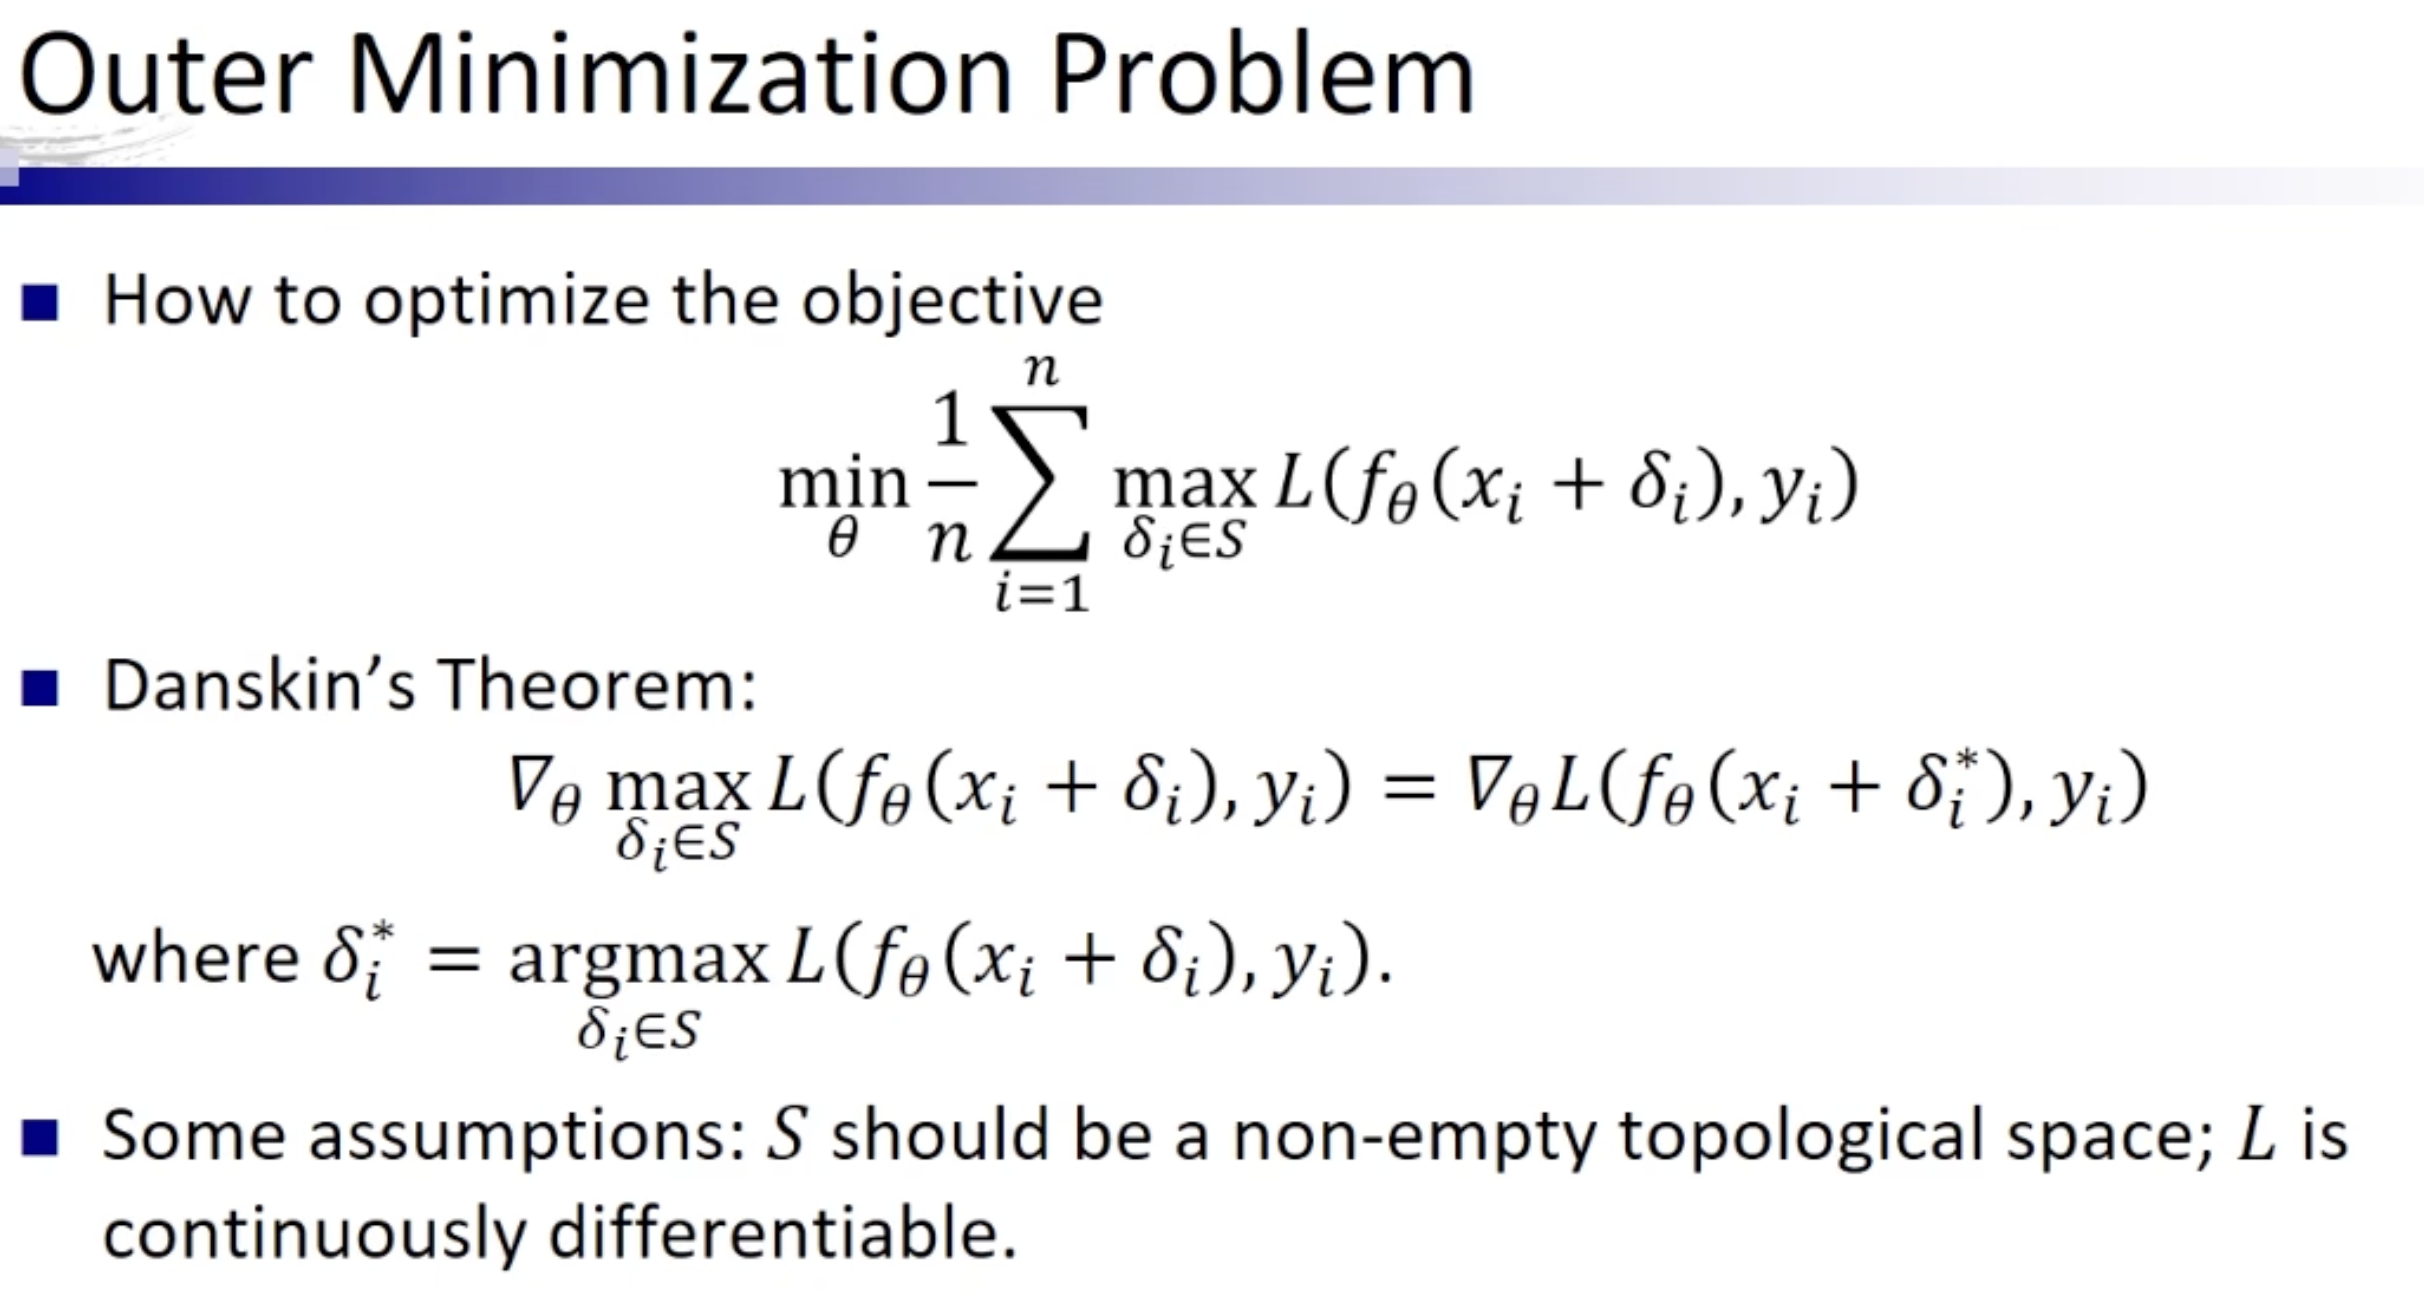 Outer Minimization Problem
How to optimize the objective
$$\min_{\theta} \frac{1}{n} \sum_{i=1}^{n} \max_{\delta_i \in S} L(f_\theta(x_i + \delta_i), y_i)$$
Danskin’s Theorem:
$$\nabla_\theta \max_{\delta_i \in S} L(f_\theta(x_i + \delta_i), y_i) = \nabla_\theta L(f_\theta(x_i + \delta_i^*), y_i)$$
where $\delta_i^* = \underset{\delta_i \in S}{\mathrm{argmax}}\, L(f_\theta(x_i + \delta_i), y_i).$
Some assumptions: $S$ should be a non-empty topological space; $L$ is
continuously differentiable.